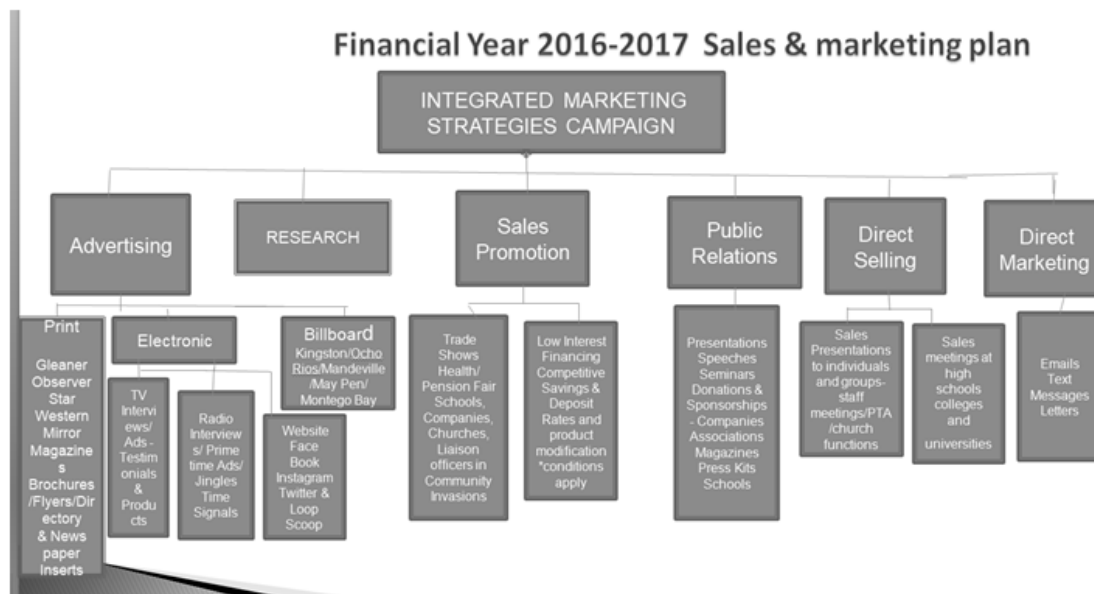 Financial Year 2016-2017 Sales & marketing plan
INTEGRATED MARKETING
STRATEGIES CAMPAIGN
Advertising
RESEARCH
Sales
Promotion
Public
Relations
Direct
Selling
Direct
Marketing
Print
Gleaner
Observer
Star
Western
Mirror
Magazine
s
Brochures
/Flyers/Dir
ectory
& News
paper
Inserts
Electronic
TV
Intervi
ews/
Ads -
Testim
onials
&
Produ
cts
Radio
Interview
s/ Prime
time Ads/
Jingles
Time
Signals
Website
Face
Book
Instagram
Twitter &
Loop
Scoop
Billboard
Kingston/Ocho
Rios/Mandeville
/May Pen/
Montego Bay
Trade
Shows
Health/
Pension Fair
Schools,
Companies,
Churches,
Liaison
officers in
Community
Invasions
Low Interest
Financing
Competitive
Savings &
Deposit
Rates and
product
modification
*conditions
apply
Presentations
Speeches
Seminars
Donations &
Sponsorships
- Companies
Associations
Magazines
Press Kits
Schools
Sales
Presentations
to individuals
and groups-
staff
meetings/PTA
/church
functions
Sales
meetings at
high
schools
colleges
and
universities
Emails
Text
Messages
Letters